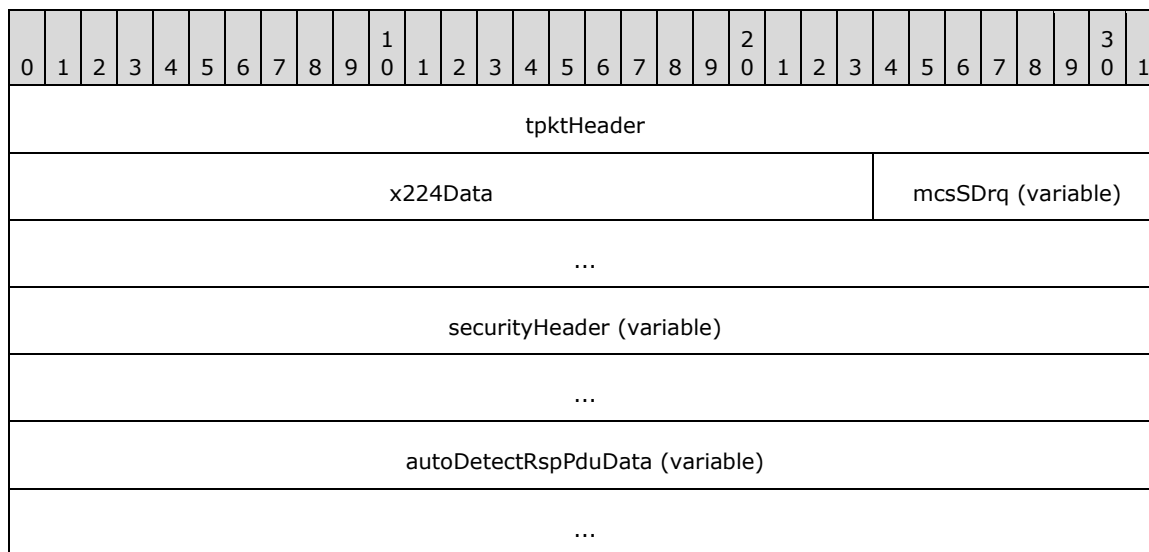 1 2 3
0 1 2 3 4 5 6 7 8 9 0 1 2 3 4 5 6 7 8 9 0 1 2 3 4 5 6 7 8 9 0 1
tpktHeader
x224Data mcsSDrq (variable)
...
securityHeader (variable)
...
autoDetectRspPduData (variable)
...